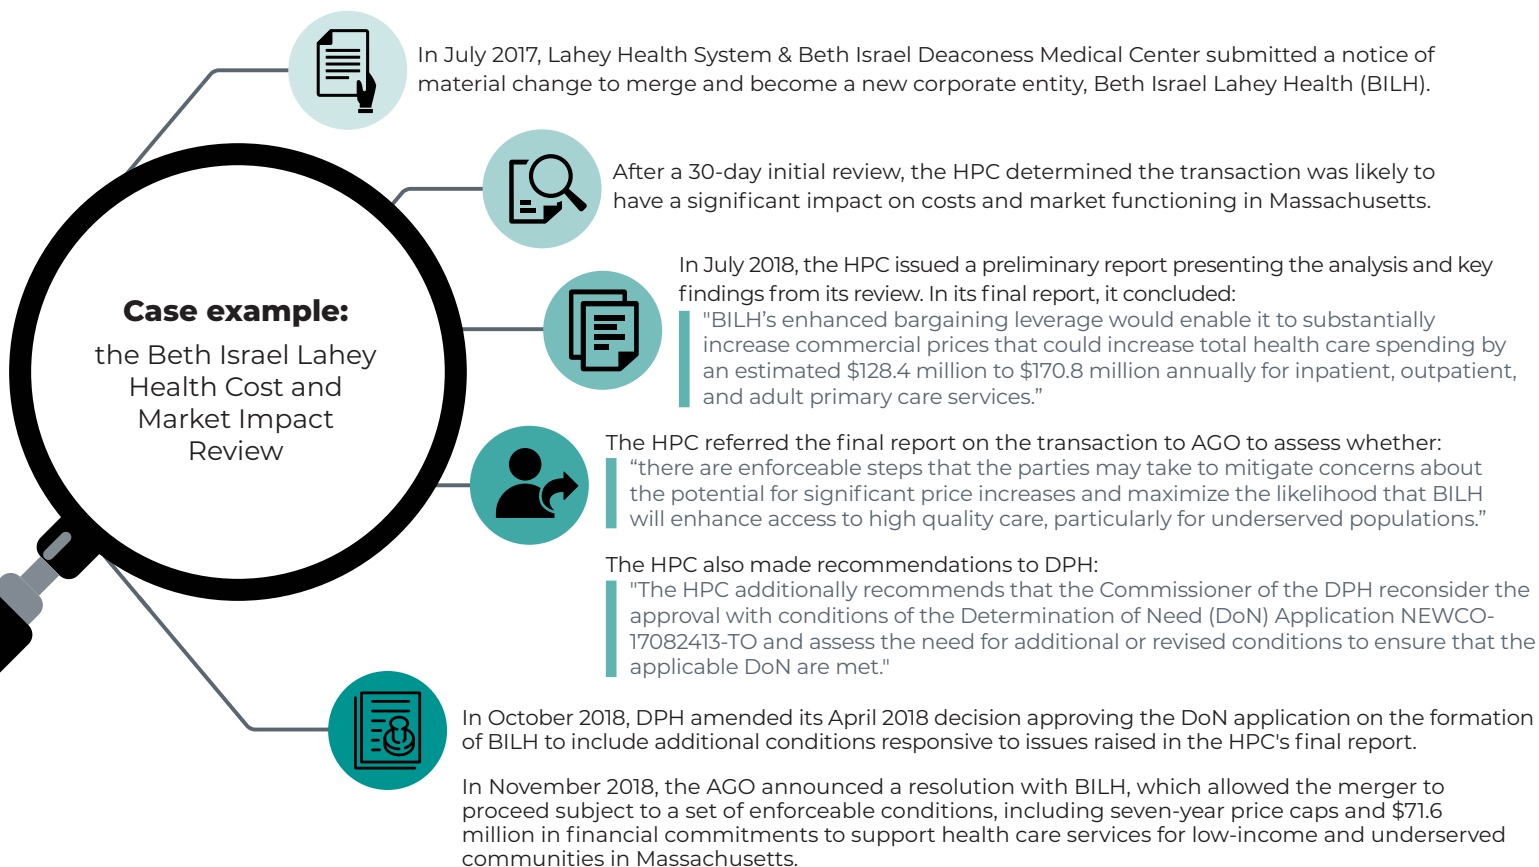 In July 2017, Lahey Health System & Beth Israel Deaconess Medical Center submitted a notice of
material change to merge and become a new corporate entity, Beth Israel Lahey Health (BILH).
After a 30-day initial review, the HPC determined the transaction was likely to
have a significant impact on costs and market functioning in Massachusetts.
Case example:
the Beth Israel Lahey
Health Cost and
Market Impact
Review
In July 2018, the HPC issued a preliminary report presenting the analysis and key
findings from its review. In its final report, it concluded:
"BILH’s enhanced bargaining leverage would enable it to substantially
increase commercial prices that could increase total health care spending by
an estimated $128.4 million to $170.8 million annually for inpatient, outpatient,
and adult primary care services.”
The HPC referred the final report on the transaction to AGO to assess whether:
“there are enforceable steps that the parties may take to mitigate concerns about
the potential for significant price increases and maximize the likelihood that BILH
will enhance access to high quality care, particularly for underserved populations.”
The HPC also made recommendations to DPH:
"The HPC additionally recommends that the Commissioner of the DPH reconsider the
approval with conditions of the Determination of Need (DoN) Application NEWCO-
17082413-TO and assess the need for additional or revised conditions to ensure that the
applicable DoN are met."
In October 2018, DPH amended its April 2018 decision approving the DoN application on the formation
of BILH to include additional conditions responsive to issues raised in the HPC's final report.
In November 2018, the AGO announced a resolution with BILH, which allowed the merger to
proceed subject to a set of enforceable conditions, including seven-year price caps and $71.6
million in financial commitments to support health care services for low-income and underserved
communities in Massachusetts.